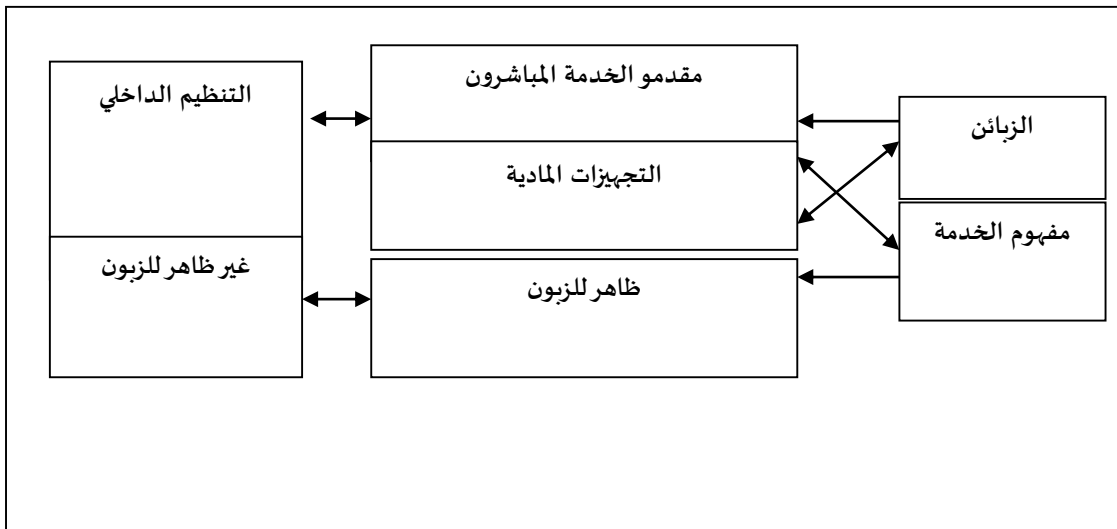 مقدمو الخدمة المباشرون
التنظيم الداخلي
الزبائن
التجهيزات المادية
مفهوم الخدمة
غير ظاهر للزبون
ظاهر للزبون